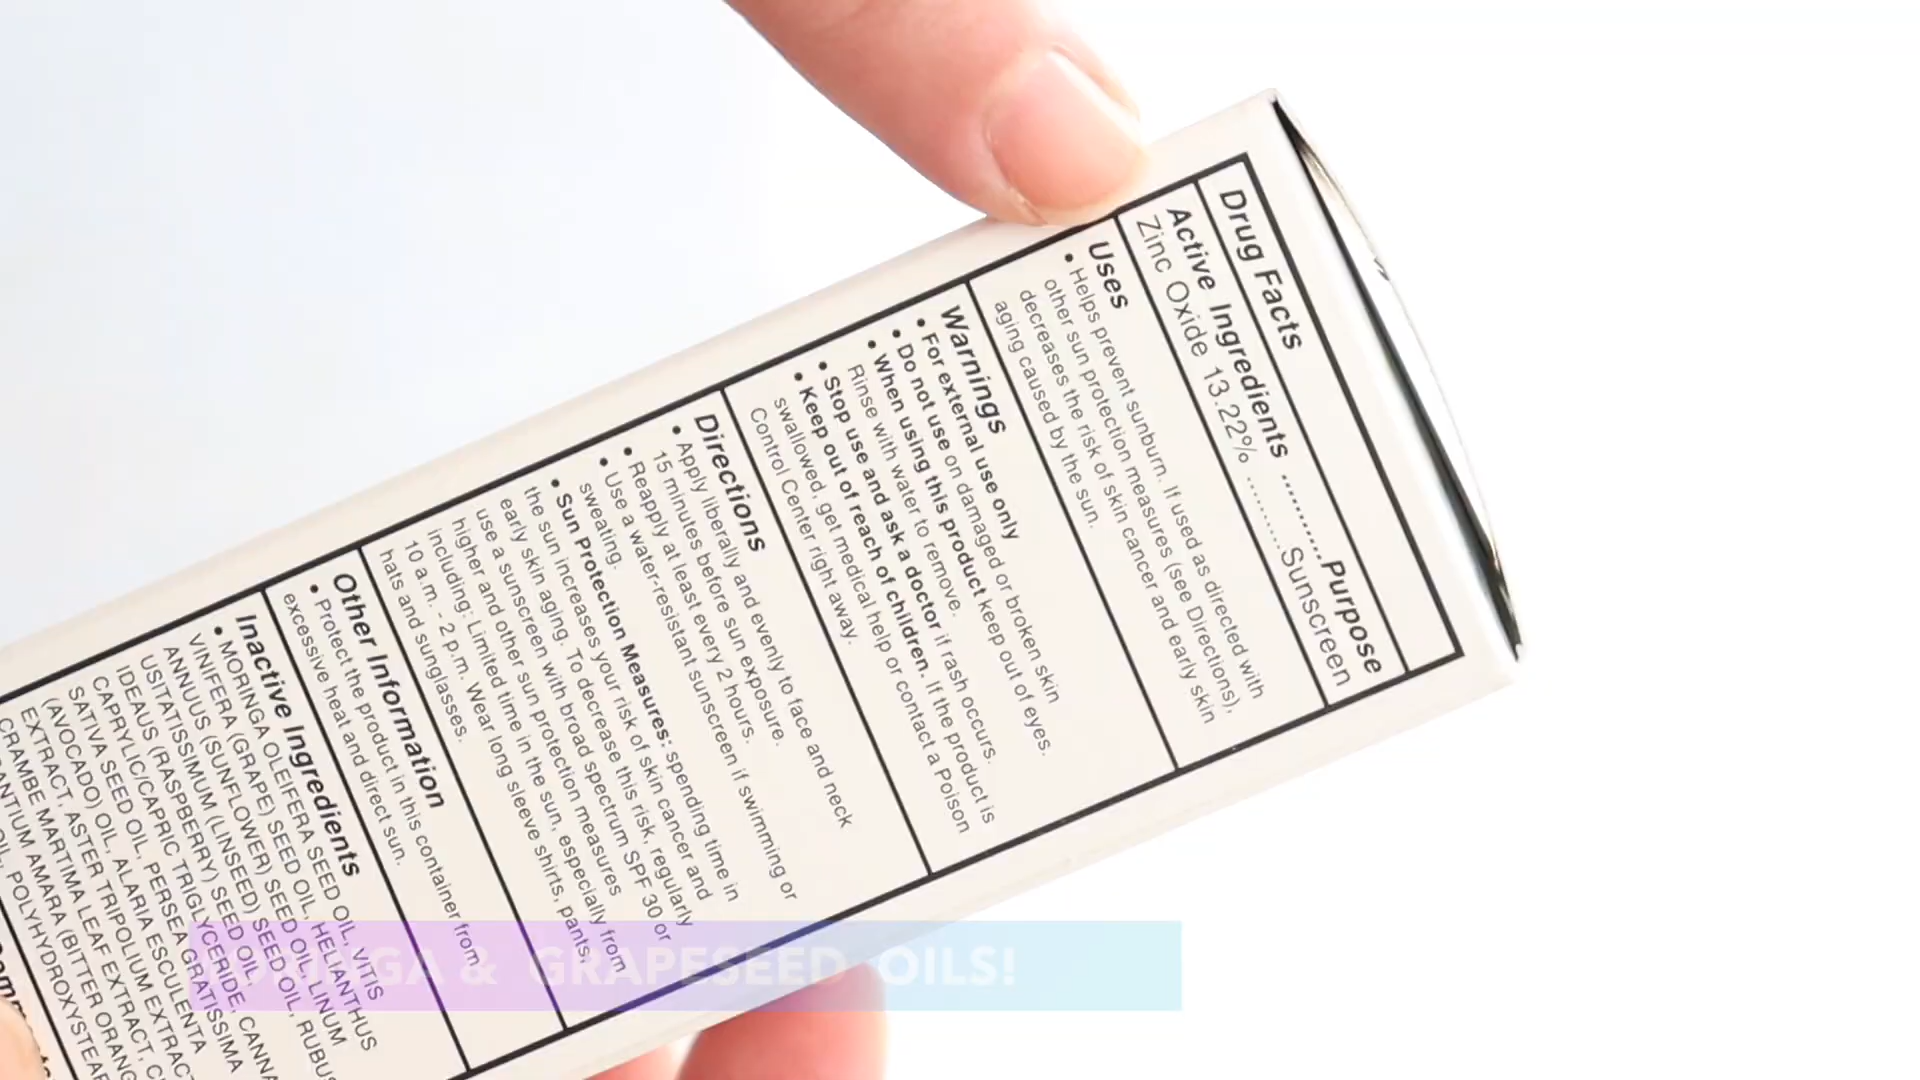 Drug Facts
Active Ingredients ........... Purpose
Zinc Oxide 13.22% .......... Sunscreen
Uses
• Helps prevent sunburn. If used as directed with
other sun protection measures (see Directions),
decreases the risk of skin cancer and early skin
aging caused by the sun.
Warnings
• For external use only
• Do not use on damaged or broken skin
• When using this product keep out of eyes.
Rinse with water to remove.
• Stop use and ask a doctor if rash occurs.
• Keep out of reach of children. If the product is
swallowed, get medical help or contact a Poison
Control Center right away.
Directions
• Apply liberally and evenly to face and neck
15 minutes before sun exposure.
• Reapply at least every 2 hours.
• Use a water-resistant sunscreen if swimming or
sweating.
• Sun Protection Measures: spending time in
the sun increases your risk of skin cancer and
early skin aging. To decrease this risk, regularly
use a sunscreen with broad spectrum SPF 30 or
higher and other sun protection measures
including: Limited time in the sun, especially from
10 a.m. - 2 p.m. Wear long sleeve shirts, pants,
hats and sunglasses.
Other Information
• Protect the product in this container from
excessive heat and direct sun.
Inactive Ingredients
• MORINGA OLEIFERA SEED OIL, VITIS
VINIFERA (GRAPE) SEED OIL, HELIANTHUS
ANNUUS (SUNFLOWER) SEED OIL, LINUM
USITATISSIMUM (LINSEED) SEED OIL, RUBUS
IDEAUS (RASPBERRY) SEED OIL,
CAPRYLIC/CAPRIC TRIGLYCERIDE, CANNA
SATIVA SEED OIL, PERSEA GRATISSIMA
(AVOCADO) OIL, ALARIA ESCULENTA
EXTRACT, ASTER TRIPOLIUM EXTRACT,
CRAMBE MARTIMA LEAF EXTRACT,
AMARA (BITTER ORANG
OIL, POLYHYDROXYSTEAR
& GRAPESEED OILS!